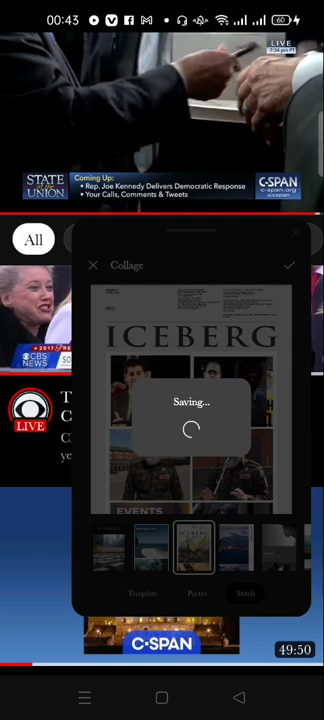 00:43
60
LIVE
7:34 pm PT
STATE
of the
UNION
Coming Up:
• Rep. Joe Kennedy Delivers Democratic Response
• Your Calls, Comments & Tweets
C-SPAN
c-span.org
All
Collage
ICEBERG
Saving...
2017
CBS
NEWS
LIVE
EVENTS
Template
Poster
Stitch
C-SPAN
49:50